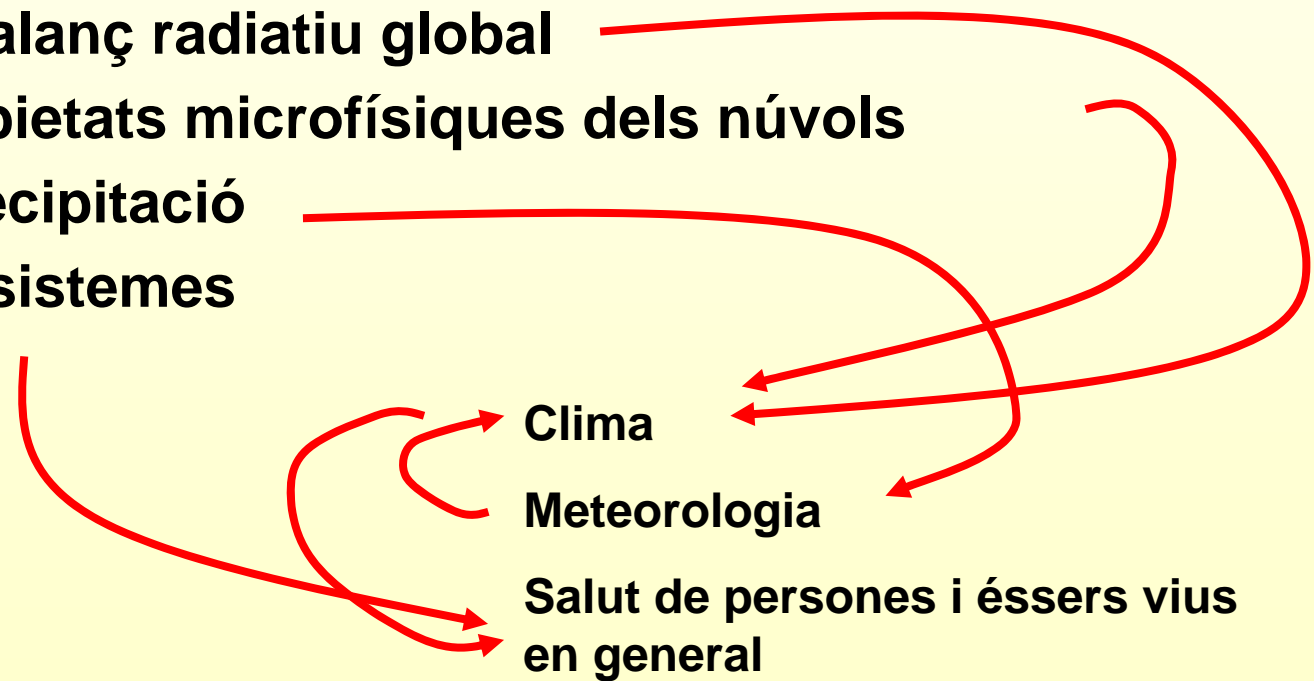 alanç radiatiu global
pietats microfísiques dels núvols
ecipitació
sistemes
Clima
Meteorologia
Salut de persones i éssers vius
en general